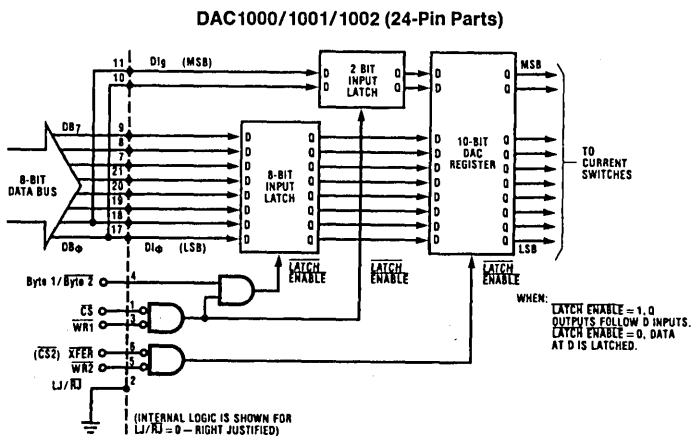 DAC1000/1001/1002 (24-Pin Parts)
11 DI9 (MSB)
10
2 BIT
INPUT
LATCH
D Q
D Q
D Q
D Q
MSB
DB7 9
8
7
21
20
19
18
17
DBΦ
DIΦ (LSB)
8-BIT
DATA BUS
8-BIT
INPUT
LATCH
D Q
D Q
D Q
D Q
D Q
D Q
D Q
D Q
10-BIT
DAC
REGISTER
D Q
D Q
D Q
D Q
D Q
D Q
D Q
D Q
TO
CURRENT
SWITCHES
LSB
LATCH
ENABLE
LATCH
ENABLE
LATCH
ENABLE
Byte 1/Byte 2 4
CS 1
WR1 3
(CS2) XFER 6
WR2 5
LJ/RJ 2
WHEN:
LATCH ENABLE = 1, Q
OUTPUTS FOLLOW D INPUTS.
LATCH ENABLE = 0, DATA
AT D IS LATCHED.
(INTERNAL LOGIC IS SHOWN FOR
LJ/RJ = 0 — RIGHT JUSTIFIED)